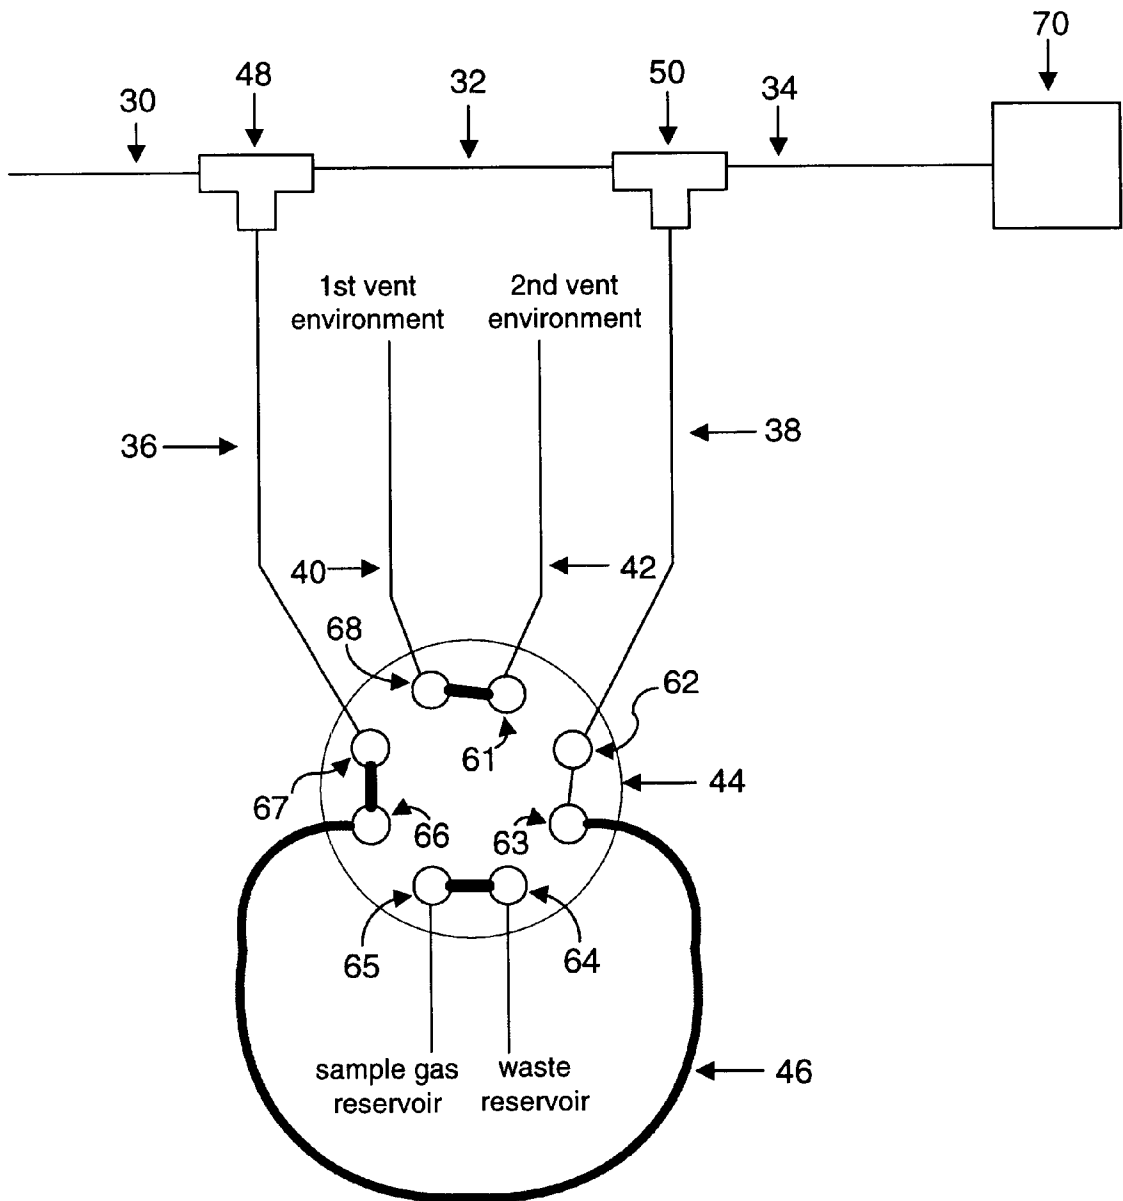 70
48
50
32
34
30
1st vent
environment
2nd vent
environment
36
38
40
42
68
62
61
44
67
66
63
65
64
sample gas
reservoir
waste
reservoir
46